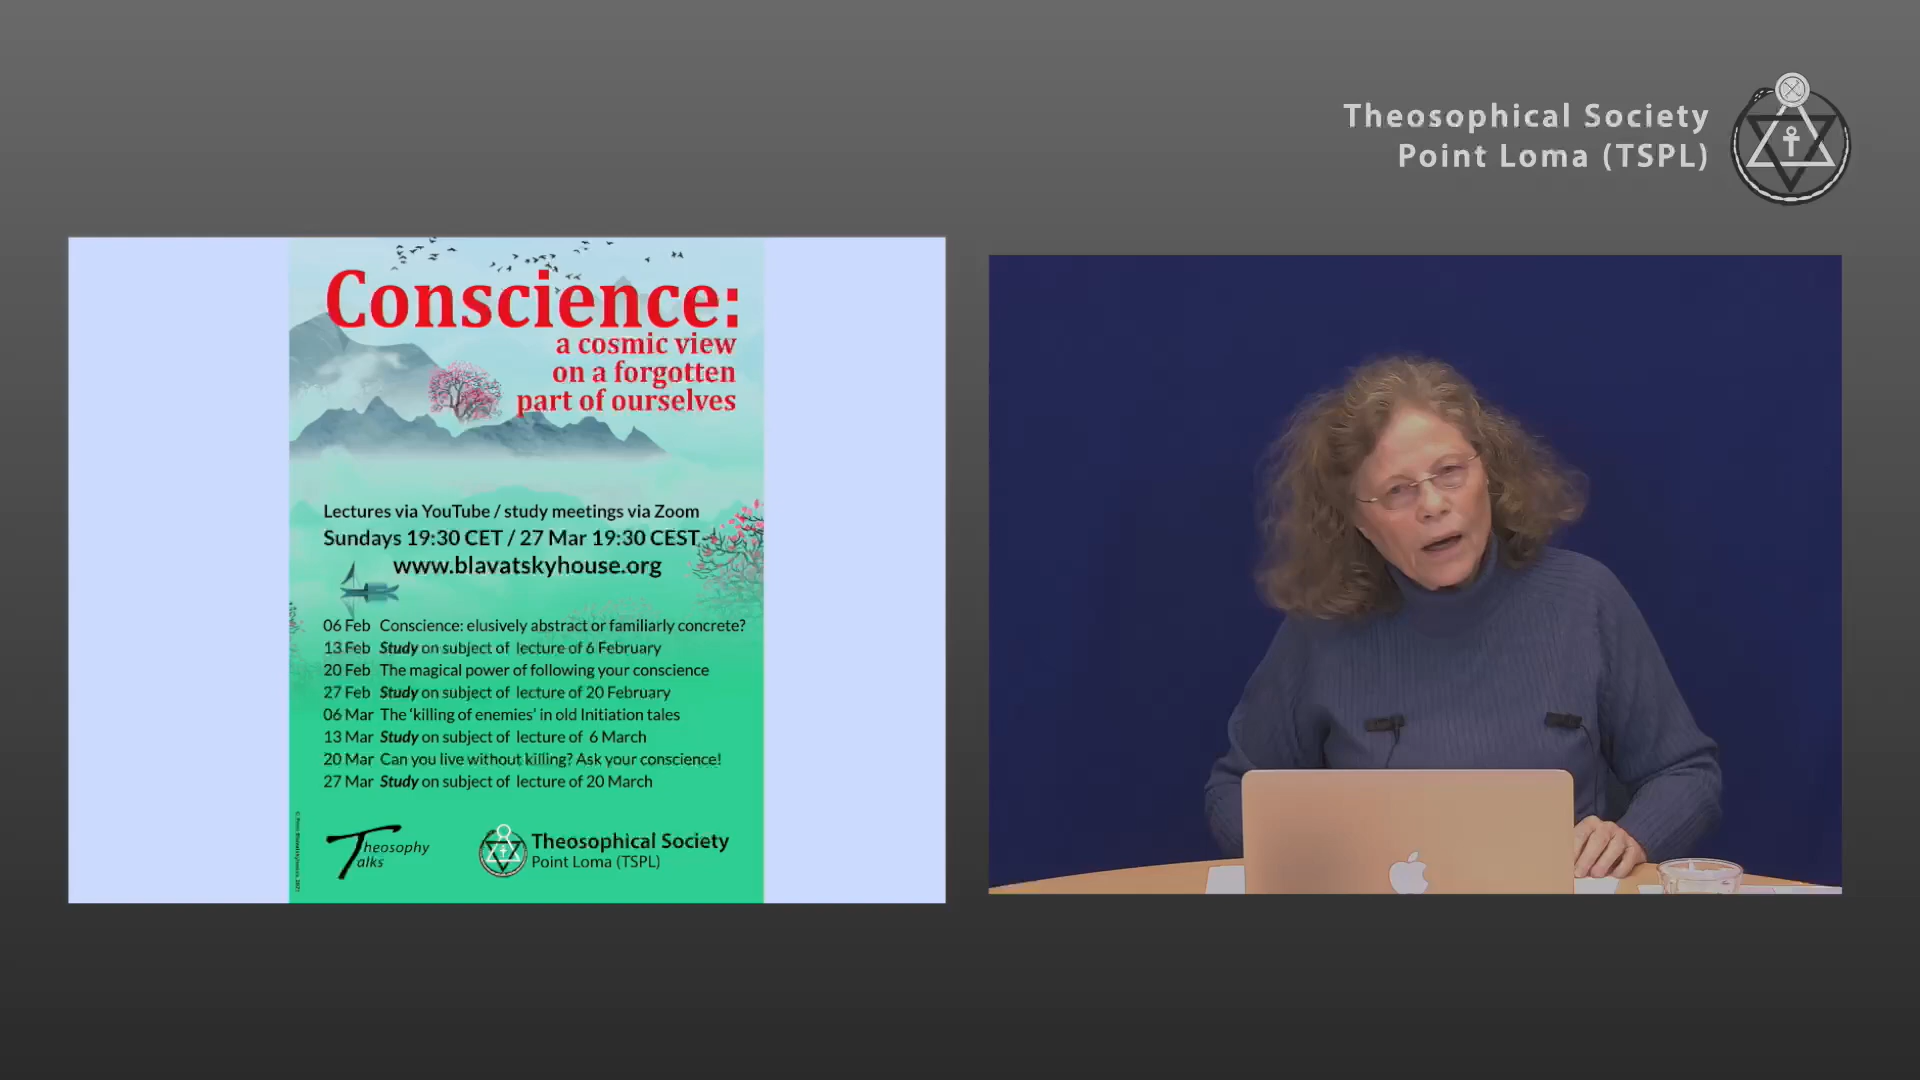 Theosophical Society
Point Loma (TSPL)
Conscience:
a cosmic view
on a forgotten
part of ourselves
Lectures via YouTube / study meetings via Zoom
Sundays 19:30 CET / 27 Mar 19:30 CEST
www.blavatskyhouse.org
06 Feb Conscience: elusively abstract or familiarly concrete?
13 Feb Study on subject of lecture of 6 February
20 Feb The magical power of following your conscience
27 Feb Study on subject of lecture of 20 February
06 Mar The ‘killing of enemies’ in old Initiation tales
13 Mar Study on subject of lecture of 6 March
20 Mar Can you live without killing? Ask your conscience!
27 Mar Study on subject of lecture of 20 March
Theosophy
Talks
Theosophical Society
Point Loma (TSPL)